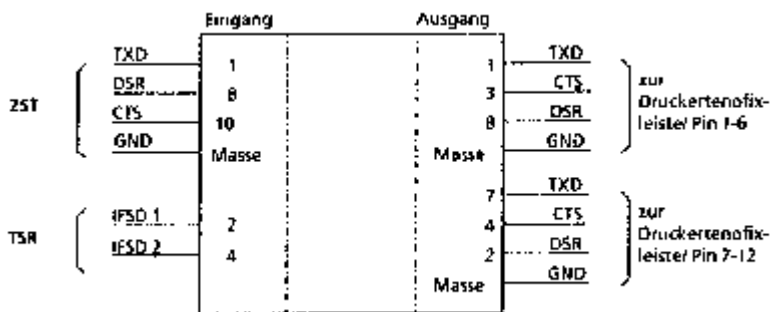 Eingang
Ausgang
TXD
1
DSR
8
2ST
CTS
10
GND
Masse
IFSD 1
2
TSR
IFSD 2
4
1
TXD
3
CTS
8
DSR
Masse
GND
zur
Druckertenofix-
leiste/ Pin 1-6
7
TXD
4
CTS
2
DSR
Masse
GND
zur
Druckertenofix-
leiste/ Pin 7-12